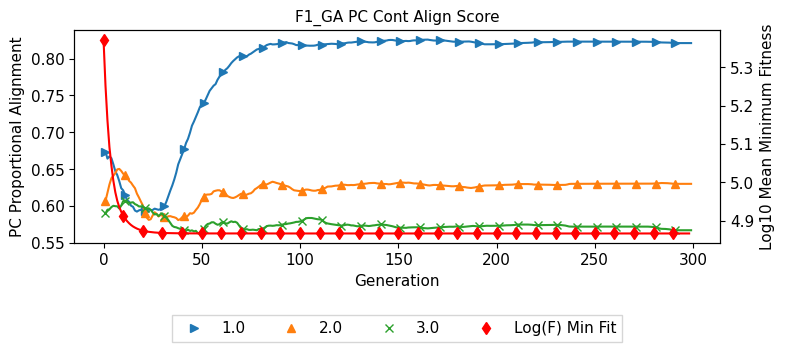 F1_GA PC Cont Align Score
PC Proportional Alignment
0.80
0.75
0.70
0.65
0.60
0.55
5.3
5.2
5.1
5.0
4.9
Log10 Mean Minimum Fitness
0 50 100 150 200 250 300
Generation
1.0 2.0 3.0 Log(F) Min Fit